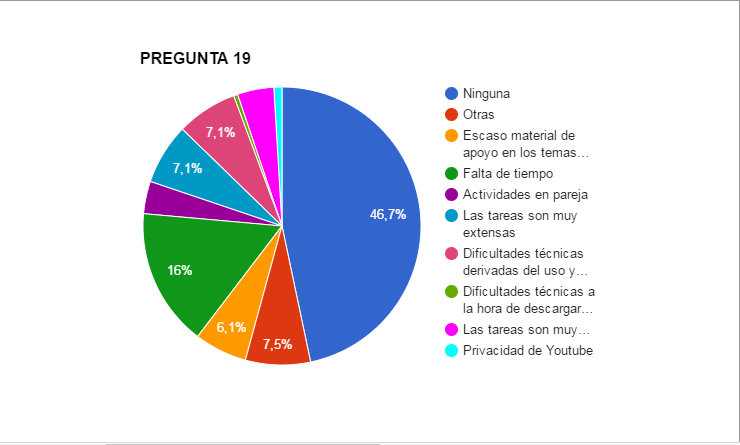 PREGUNTA 19
46,7%
7,5%
6,1%
16%
7,1%
7,1%
Ninguna
Otras
Escaso material de
apoyo en los temas...
Falta de tiempo
Actividades en pareja
Las tareas son muy
extensas
Dificultades técnicas
derivadas del uso y...
Dificultades técnicas a
la hora de descargar...
Las tareas son muy...
Privacidad de Youtube